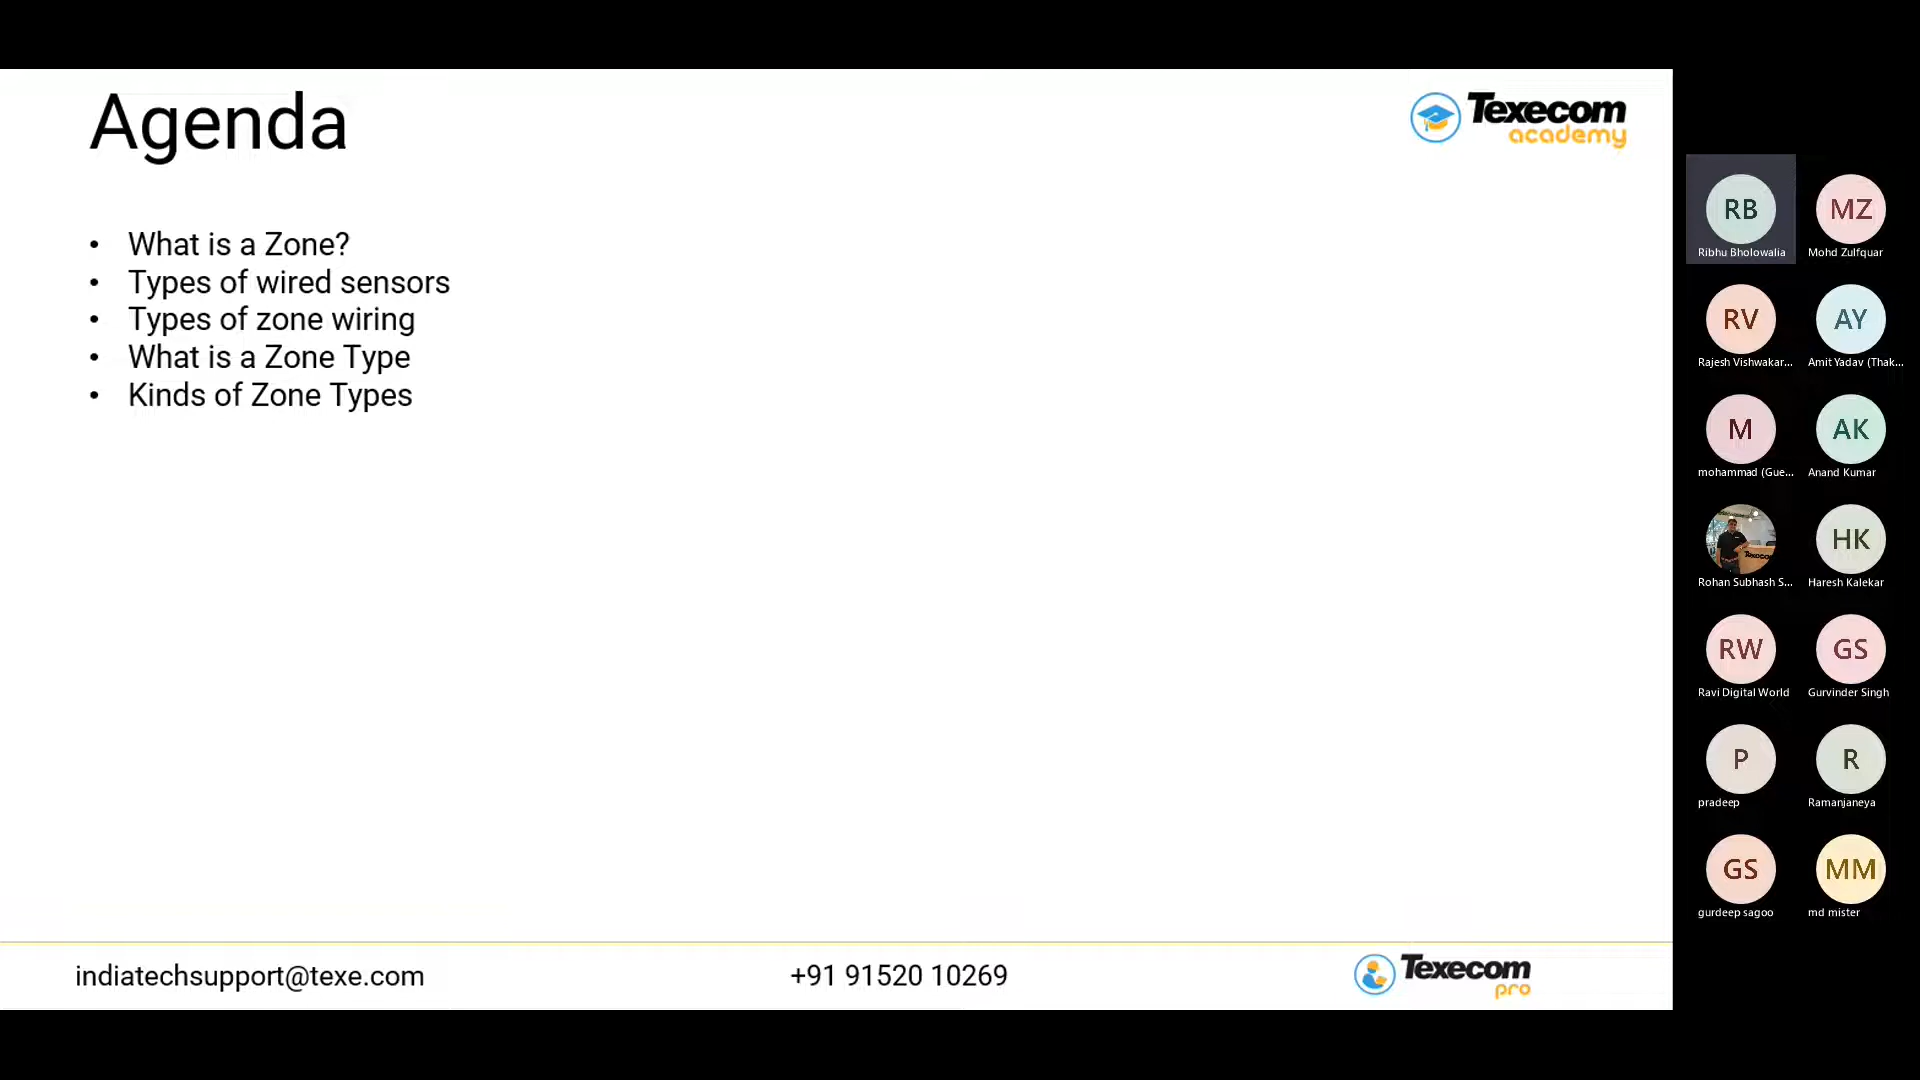 Agenda
Texecom
academy
• What is a Zone?
• Types of wired sensors
• Types of zone wiring
• What is a Zone Type
• Kinds of Zone Types
indiatechsupport@texe.com
+91 91520 10269
Texecom
pro
RB
MZ
Ribhu Bholowalia
Mohd Zulfquar
RV
AY
Rajesh Vishwakar...
Amit Yadav (Thak...
M
AK
mohammad (Gue...
Anand Kumar
HK
Rohan Subhash S...
Haresh Kalekar
RW
GS
Ravi Digital World
Gurvinder Singh
P
R
pradeep
Ramanjaneya
GS
MM
gurdeep sagoo
md mister